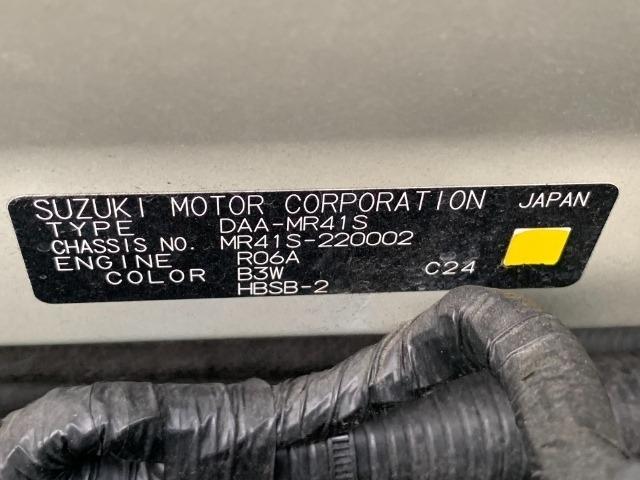 SUZUKI MOTOR CORPORATION JAPAN
TYPE DAA-MR41S
CHASSIS NO. MR41S-220002
ENGINE R06A
COLOR B3W C24
HBSB-2